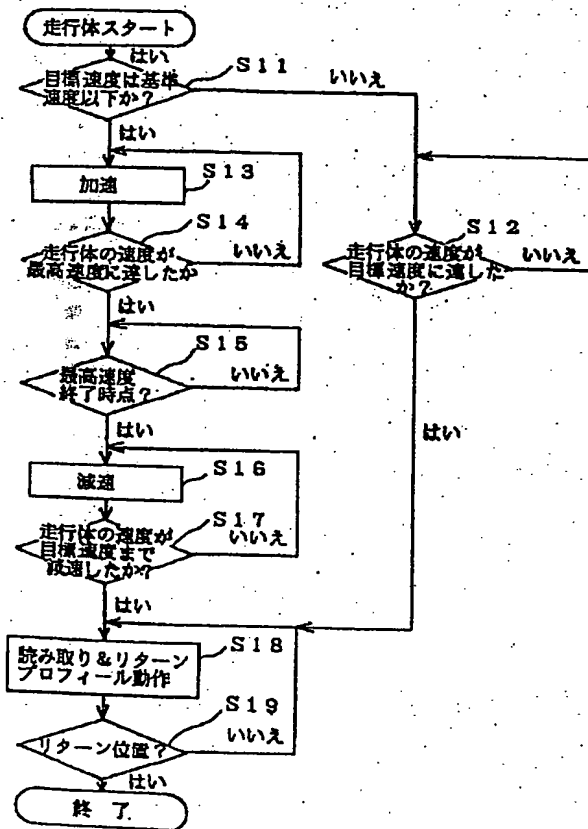 走行体スタート
はい
S11
目標速度は基準
速度以下か?
いいえ
はい
S13
加速
S14
走行体の速度が
最高速度に達したか
いいえ
S12
走行体の速度が
目標速度に達した
か?
いいえ
はい
S15
最高速度
終了時点?
いいえ
はい
はい
S16
減速
S17
走行体の速度が
目標速度まで
減速したか?
いいえ
はい
S18
読み取り&リターン
プロフィール動作
S19
リターン位置?
いいえ
はい
終了